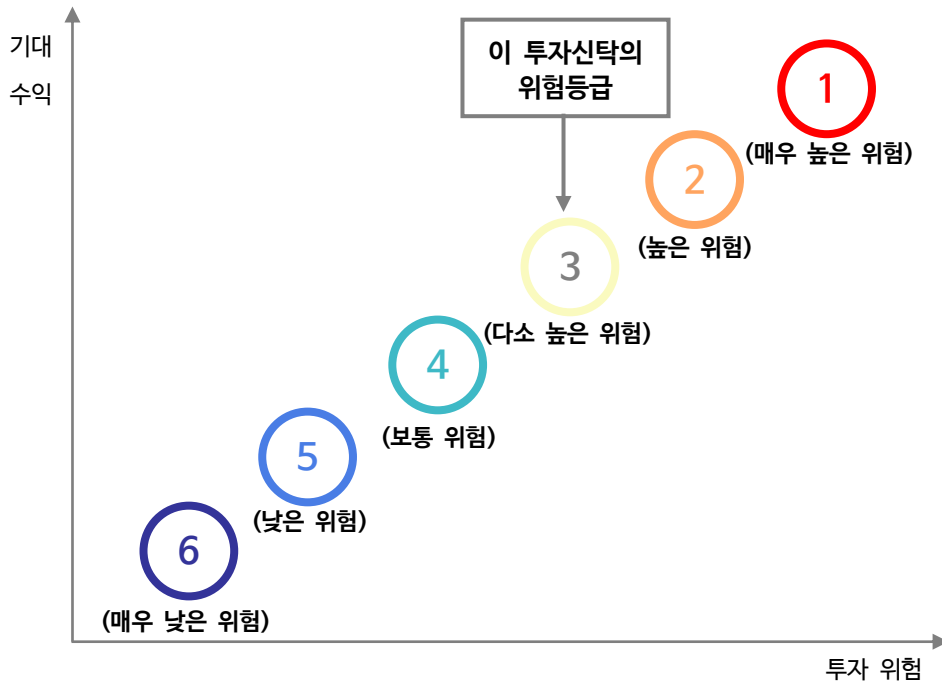 기대
수익
이 투자신탁의
위험등급
1
(매우 높은 위험)
2
(높은 위험)
3
(다소 높은 위험)
4
(보통 위험)
5
(낮은 위험)
6
(매우 낮은 위험)
투자 위험